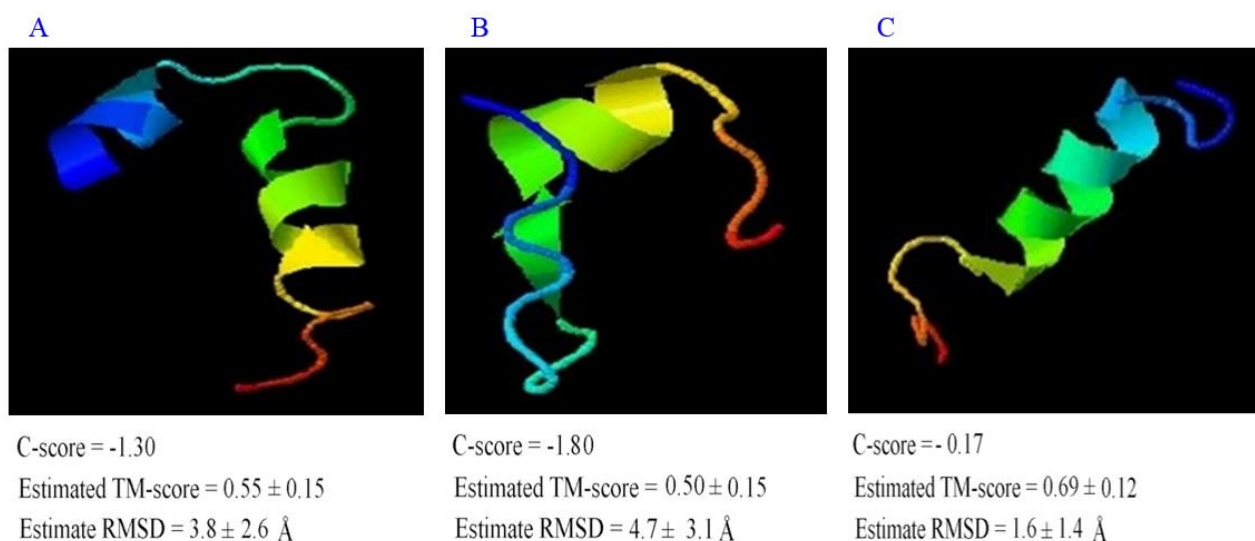 A
B
C
C-score = -1.30
Estimated TM-score = 0.55 ± 0.15
Estimate RMSD = 3.8 ± 2.6 Å
C-score = -1.80
Estimated TM-score = 0.50 ± 0.15
Estimate RMSD = 4.7 ± 3.1 Å
C-score = - 0.17
Estimated TM-score = 0.69 ± 0.12
Estimate RMSD = 1.6 ± 1.4 Å